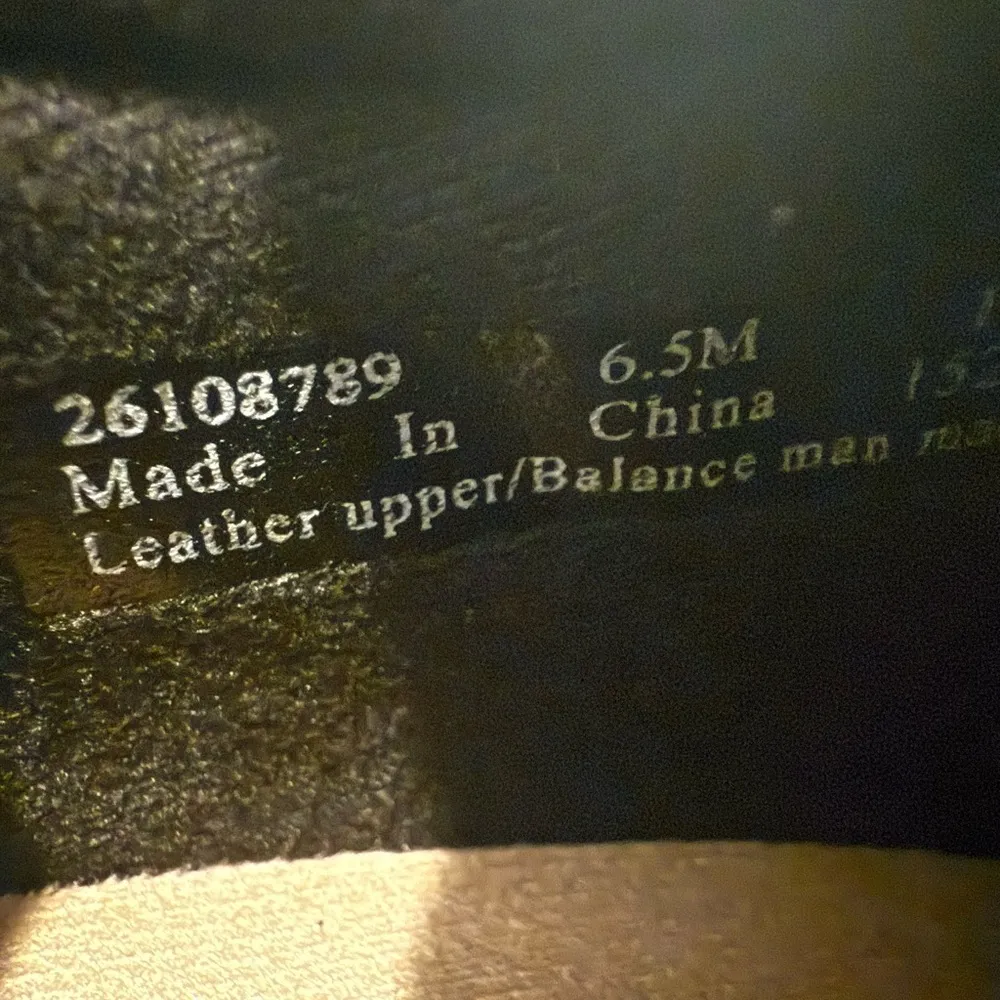 26108789 6.5M
Made In China
Leather upper/Balance man